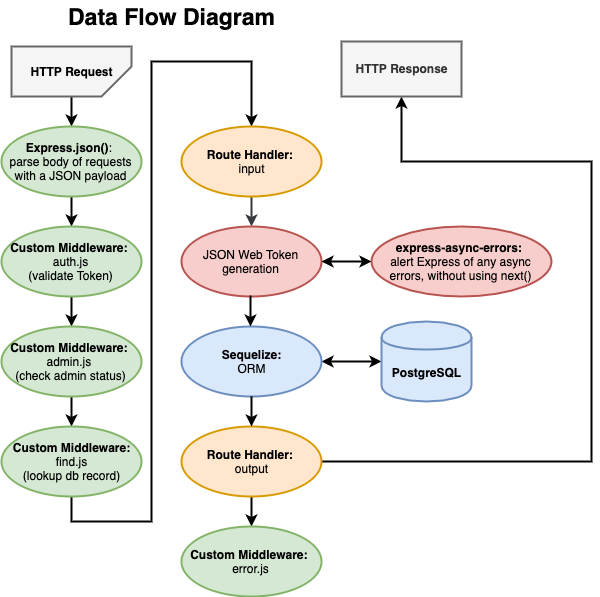 Data Flow Diagram
HTTP Request
HTTP Response
Express.json():
parse body of requests
with a JSON payload
Route Handler:
input
Custom Middleware:
auth.js
(validate Token)
JSON Web Token
generation
express-async-errors:
alert Express of any async
errors, without using next()
Custom Middleware:
admin.js
(check admin status)
Sequelize:
ORM
PostgreSQL
Custom Middleware:
find.js
(lookup db record)
Route Handler:
output
Custom Middleware:
error.js